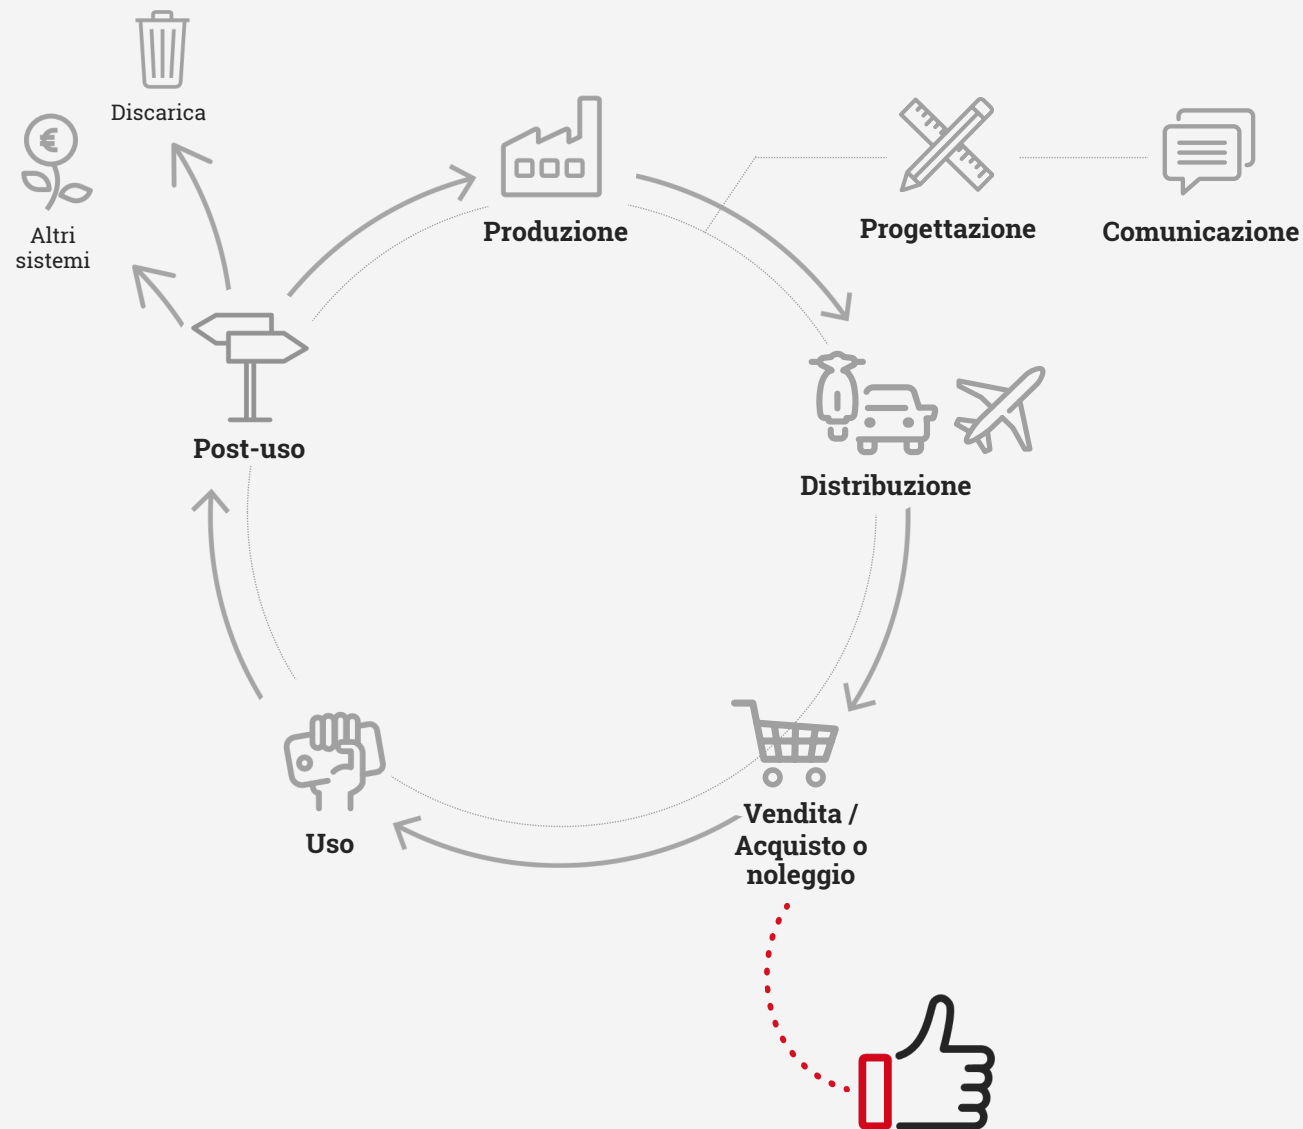 Discarica
Altri
sistemi
€
Produzione
Progettazione
Comunicazione
Distribuzione
Post-uso
Vendita /
Acquisto o
noleggio
Uso